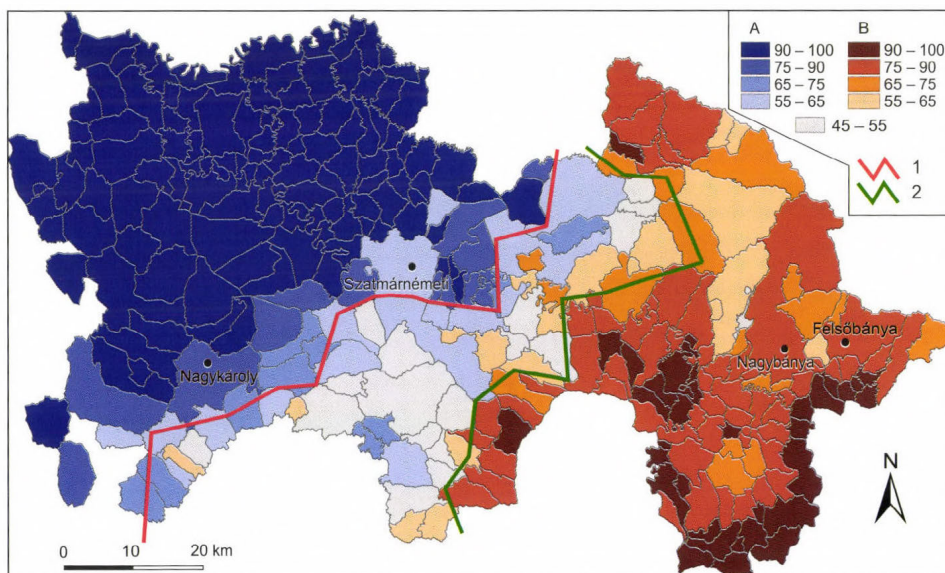 A B
90 – 100 90 – 100
75 – 90 75 – 90
65 – 75 65 – 75
55 – 65 55 – 65
45 – 55
1
2
Szatmárnémeti
Felsőbánya
Nagybánya
Nagykároly
N
0 10 20 km